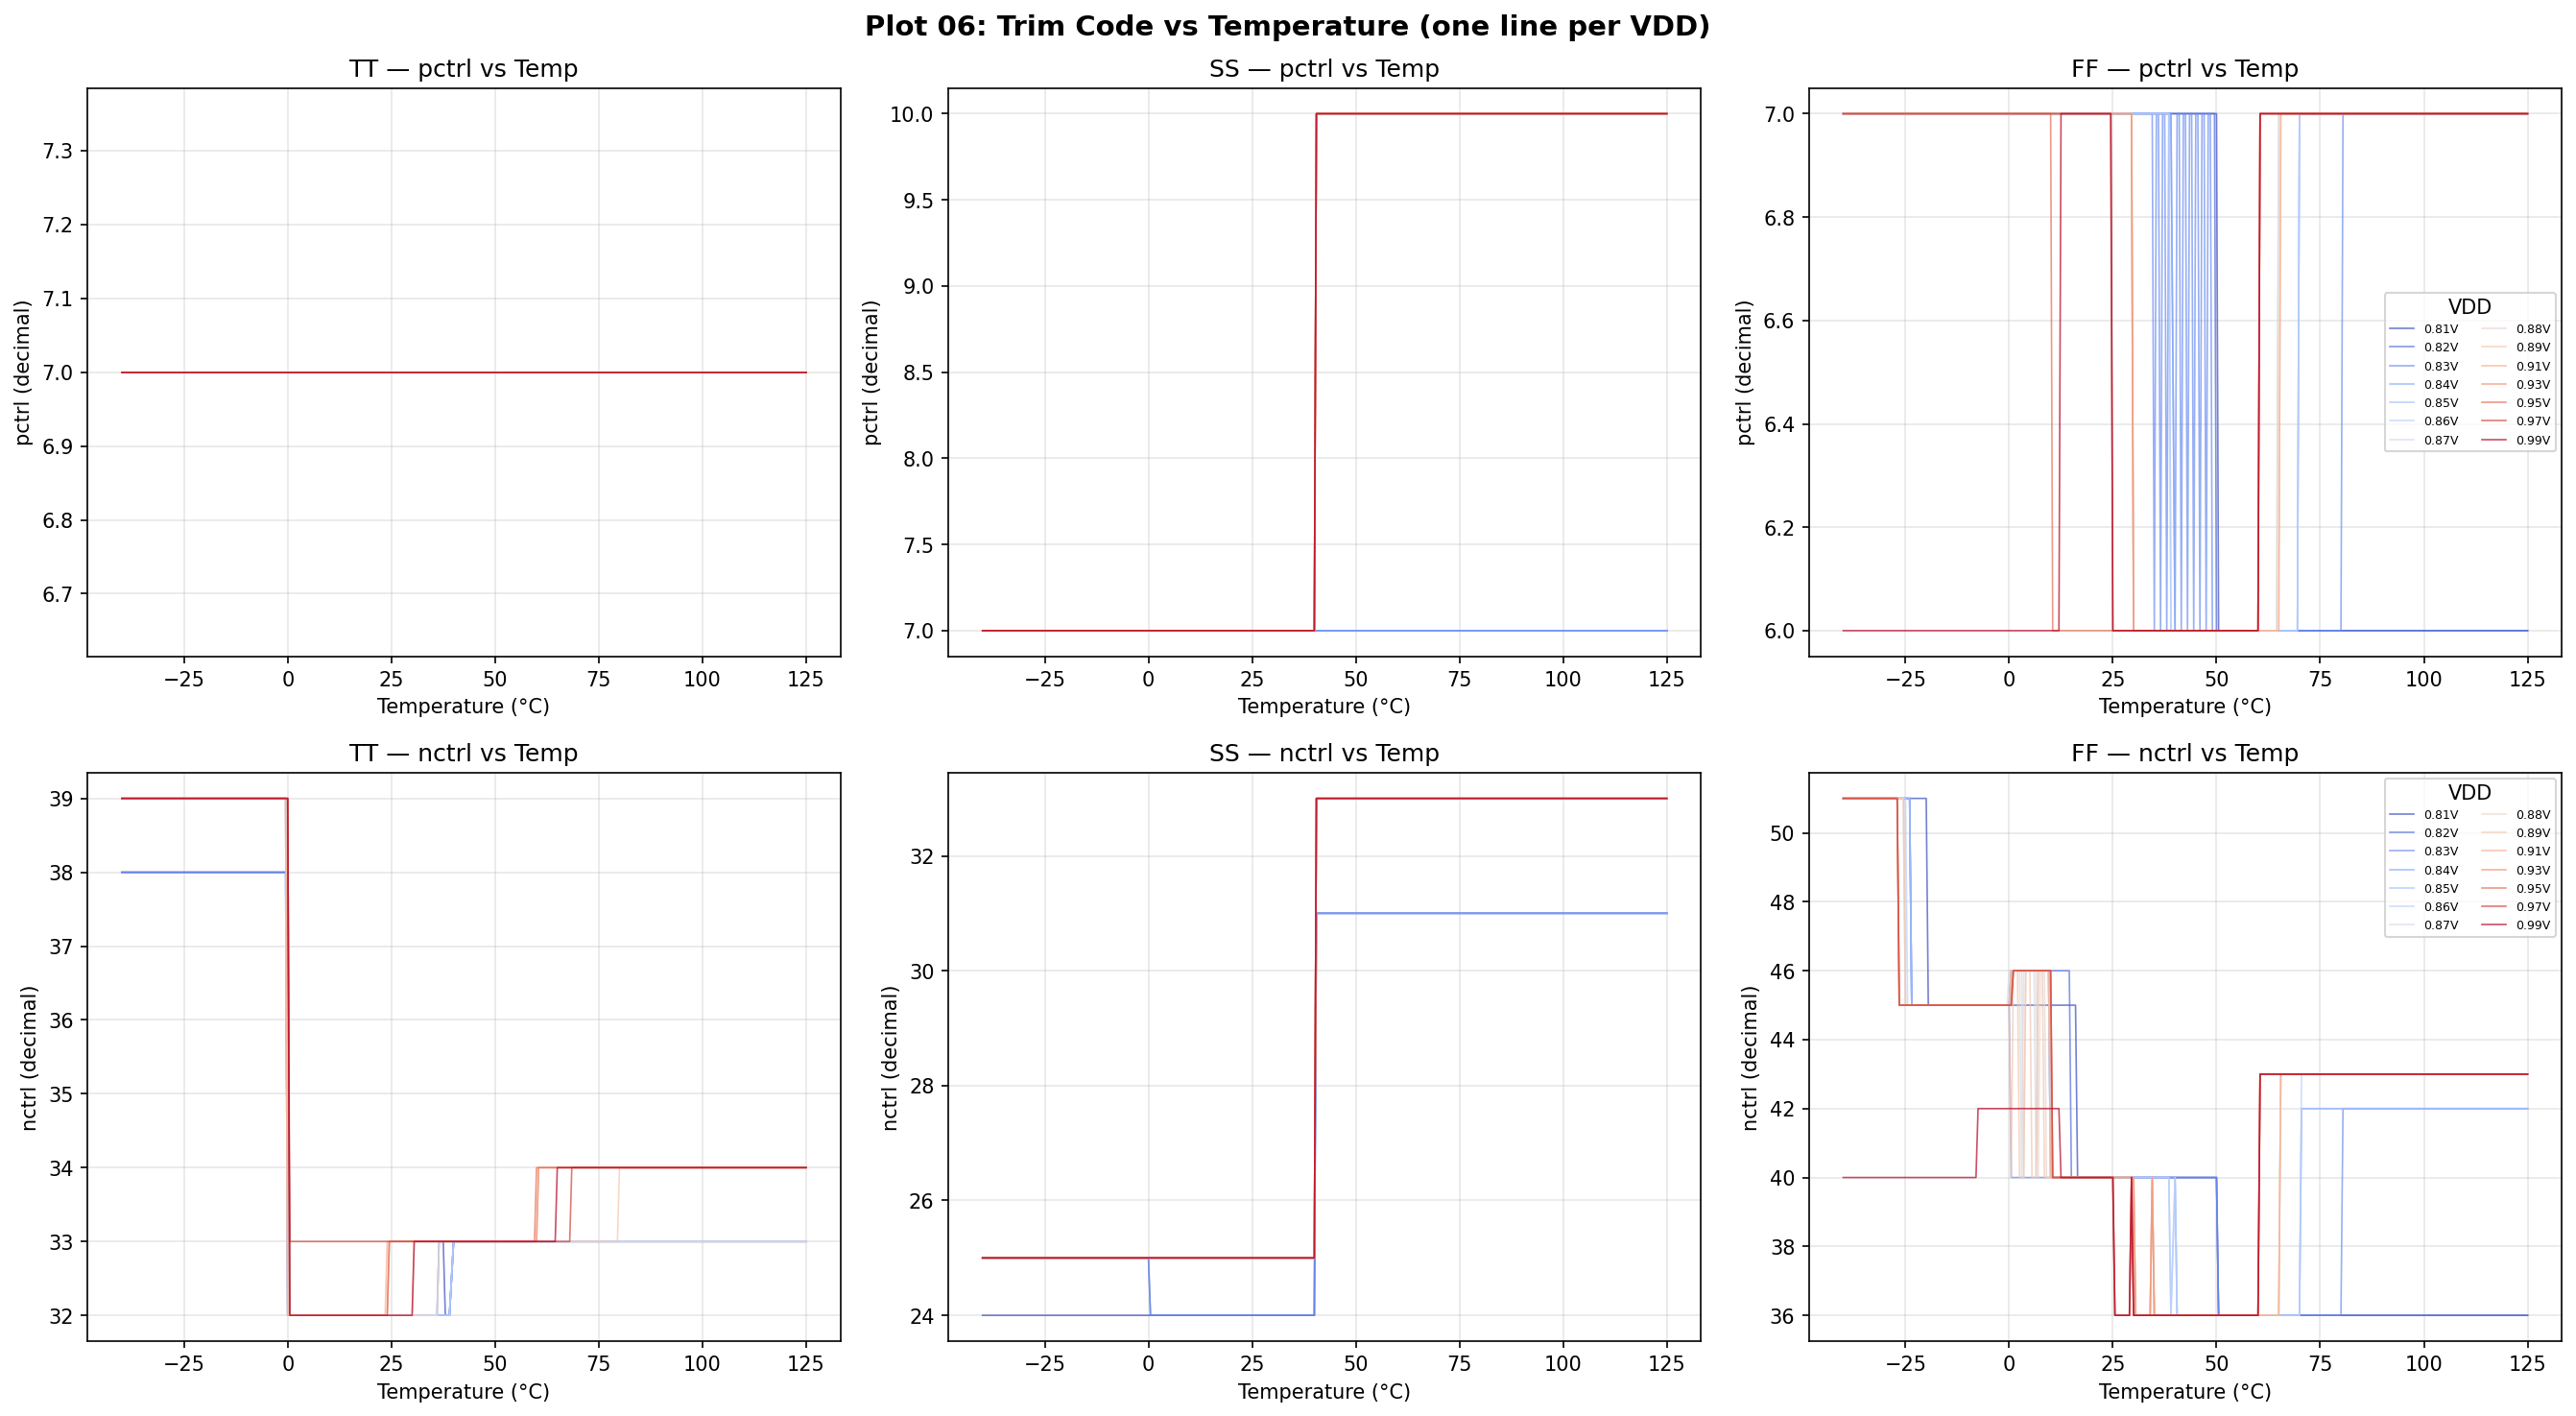 Plot 06: Trim Code vs Temperature (one line per VDD)
TT — pctrl vs Temp
pctrl (decimal)
7.3
7.2
7.1
7.0
6.9
6.8
6.7
−25 0 25 50 75 100 125
Temperature (°C)
SS — pctrl vs Temp
pctrl (decimal)
10.0
9.5
9.0
8.5
8.0
7.5
7.0
−25 0 25 50 75 100 125
Temperature (°C)
FF — pctrl vs Temp
pctrl (decimal)
7.0
6.8
6.6
6.4
6.2
6.0
VDD
0.81V 0.88V
0.82V 0.89V
0.83V 0.91V
0.84V 0.93V
0.85V 0.95V
0.86V 0.97V
0.87V 0.99V
−25 0 25 50 75 100 125
Temperature (°C)
TT — nctrl vs Temp
nctrl (decimal)
39
38
37
36
35
34
33
32
−25 0 25 50 75 100 125
Temperature (°C)
SS — nctrl vs Temp
nctrl (decimal)
32
30
28
26
24
−25 0 25 50 75 100 125
Temperature (°C)
FF — nctrl vs Temp
nctrl (decimal)
50
48
46
44
42
40
38
36
VDD
0.81V 0.88V
0.82V 0.89V
0.83V 0.91V
0.84V 0.93V
0.85V 0.95V
0.86V 0.97V
0.87V 0.99V
−25 0 25 50 75 100 125
Temperature (°C)